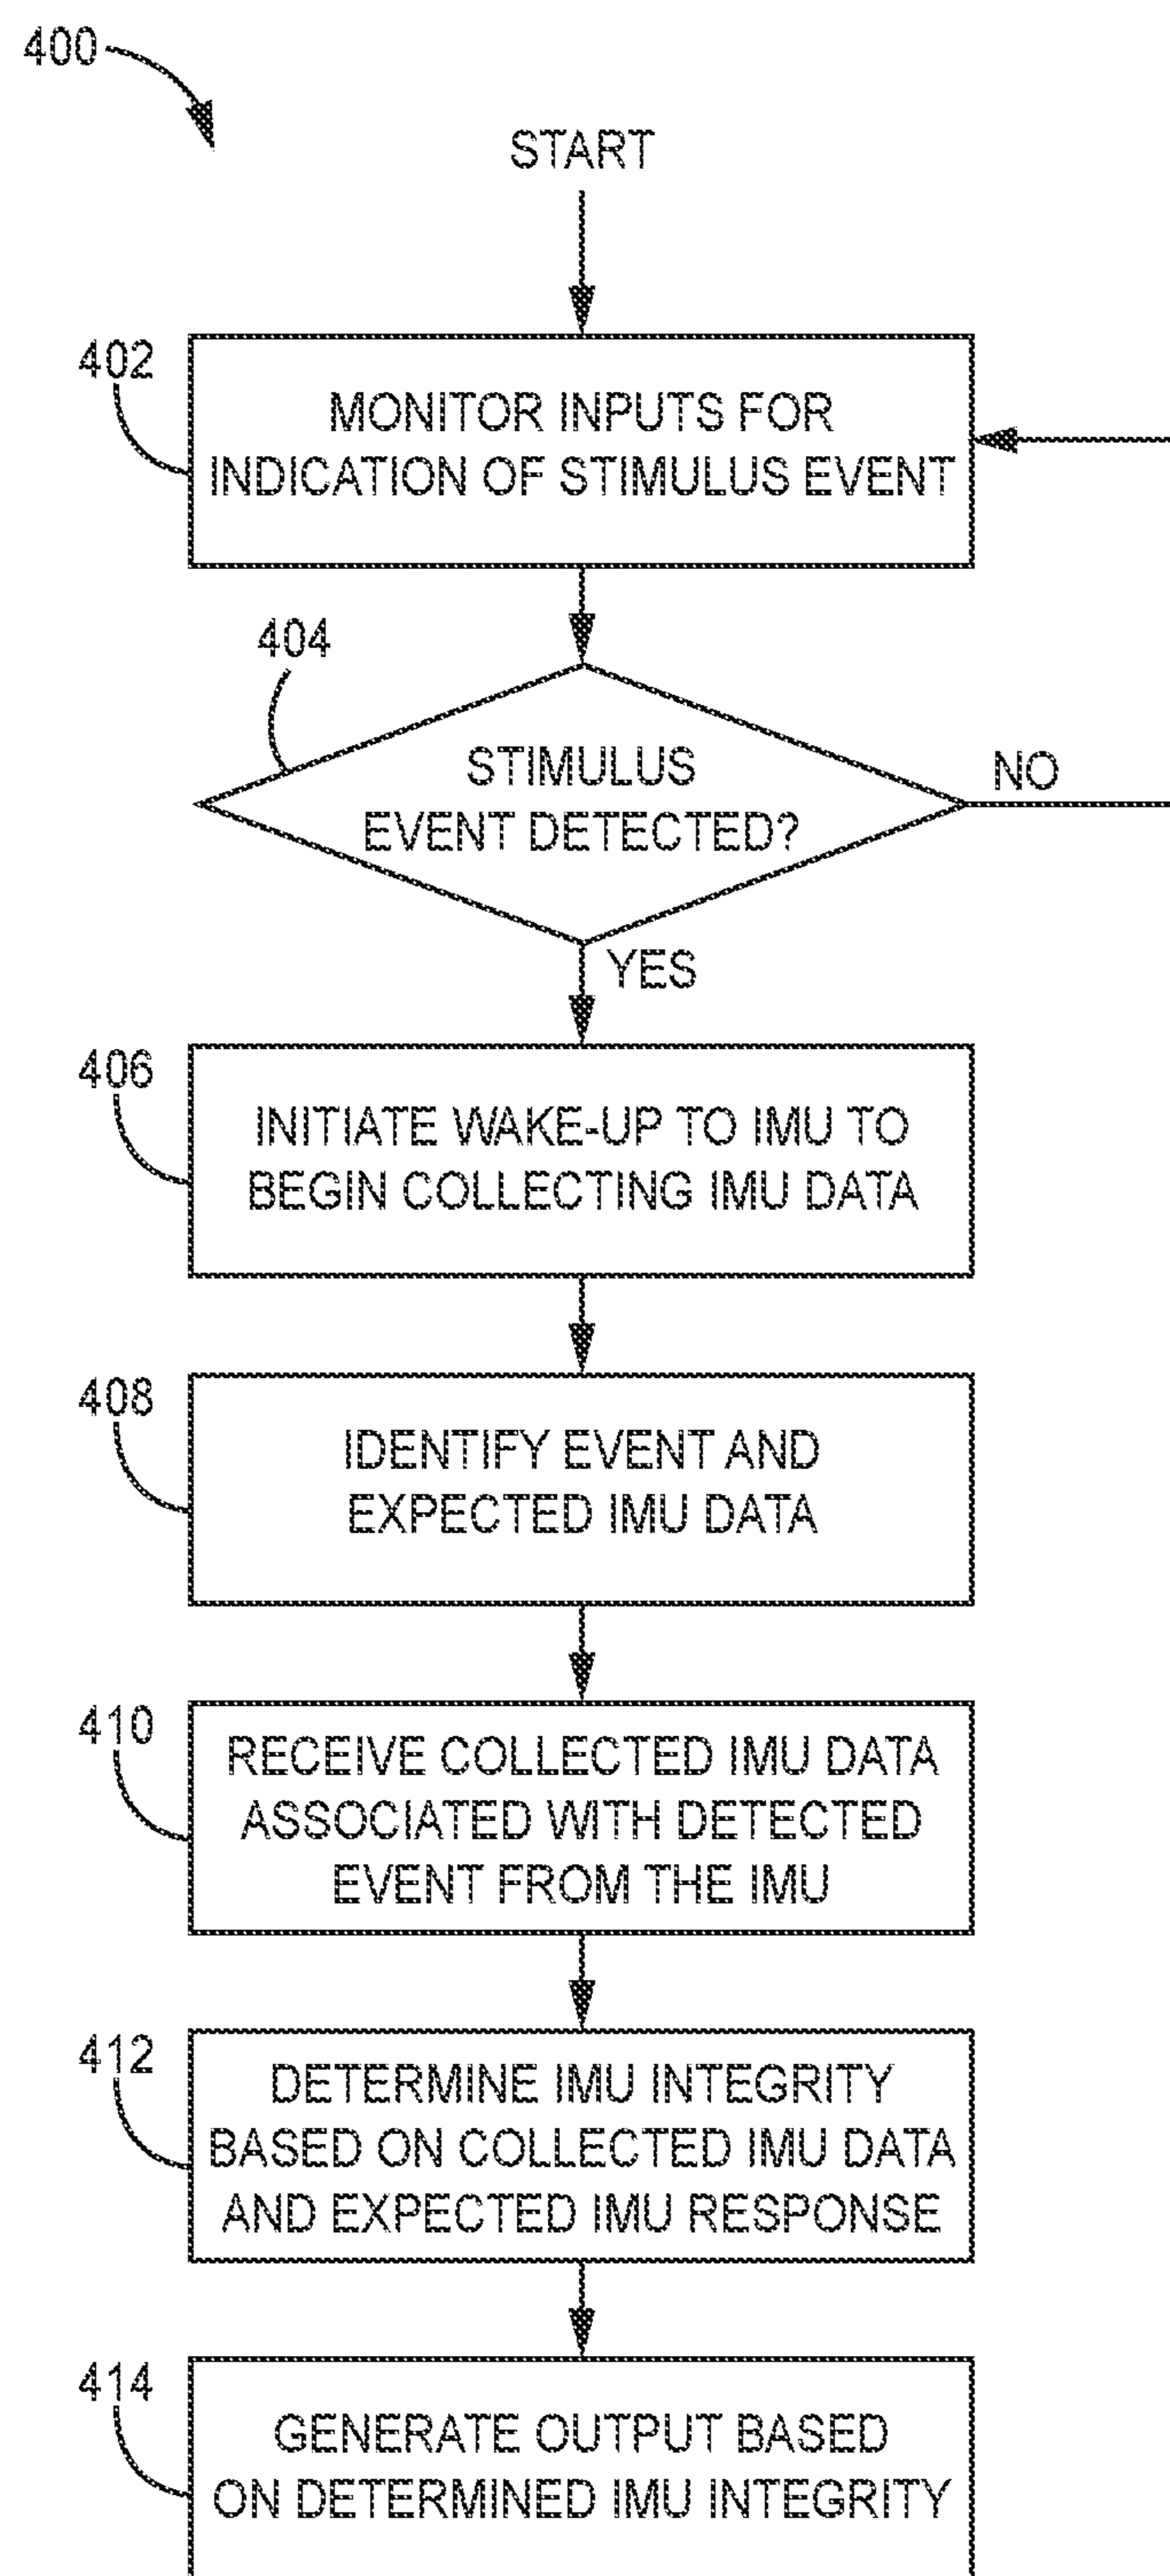 400
START
402
MONITOR INPUTS FOR
INDICATION OF STIMULUS EVENT
404
STIMULUS
EVENT DETECTED?
NO
YES
406
INITIATE WAKE-UP TO IMU TO
BEGIN COLLECTING IMU DATA
408
IDENTIFY EVENT AND
EXPECTED IMU DATA
410
RECEIVE COLLECTED IMU DATA
ASSOCIATED WITH DETECTED
EVENT FROM THE IMU
412
DETERMINE IMU INTEGRITY
BASED ON COLLECTED IMU DATA
AND EXPECTED IMU RESPONSE
414
GENERATE OUTPUT BASED
ON DETERMINED IMU INTEGRITY